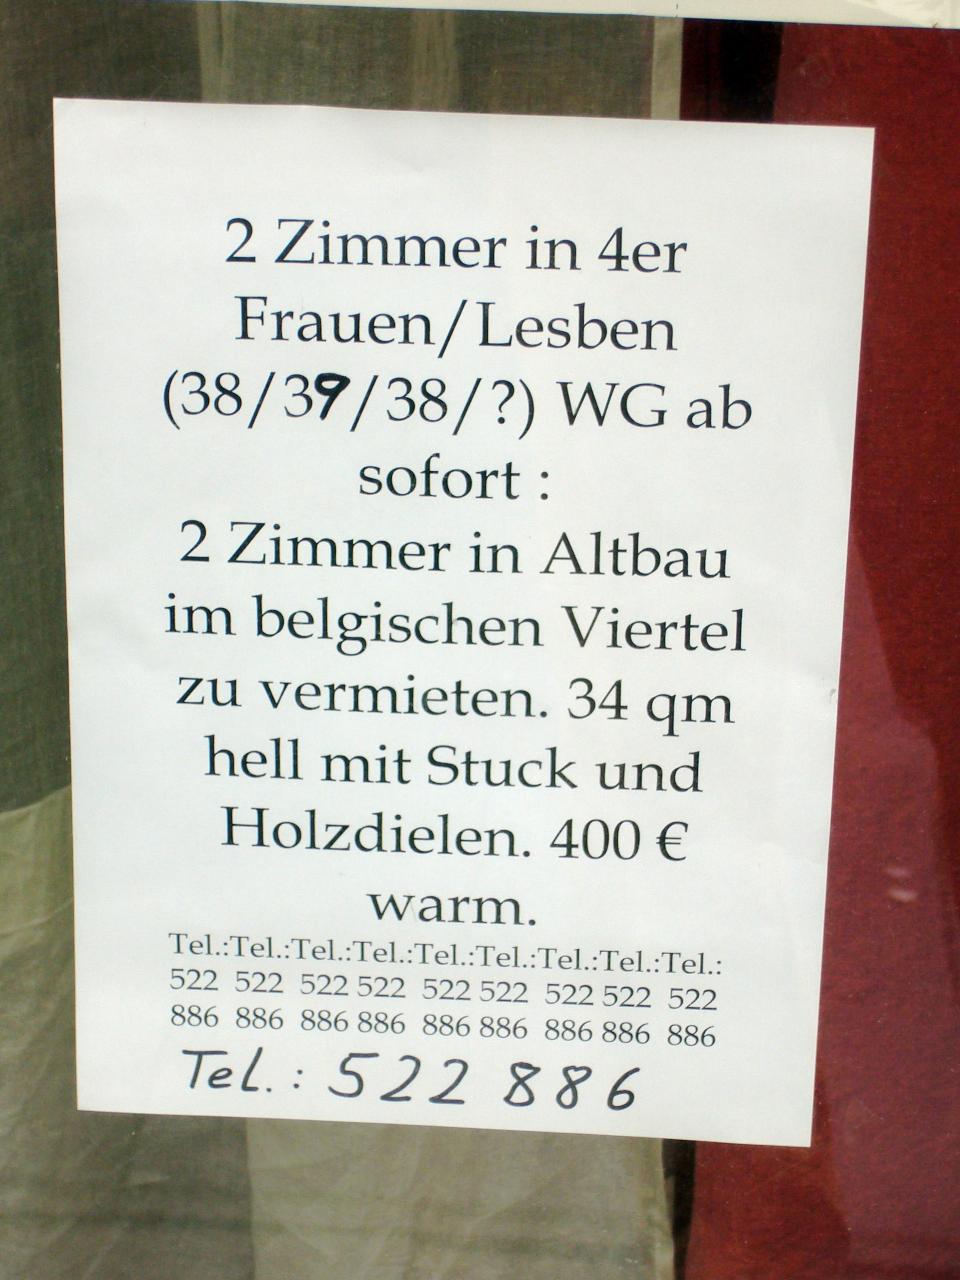 2 Zimmer in 4er
Frauen/Lesben
(38/39/38/?) WG ab
sofort :
2 Zimmer in Altbau
im belgischen Viertel
zu vermieten. 34 qm
hell mit Stuck und
Holzdielen. 400 €
warm.
Tel.:Tel.:Tel.:Tel.:Tel.:Tel.:Tel.:Tel.:Tel.:
522 522 522 522 522 522 522 522 522
886 886 886 886 886 886 886 886 886
Tel.: 522 886